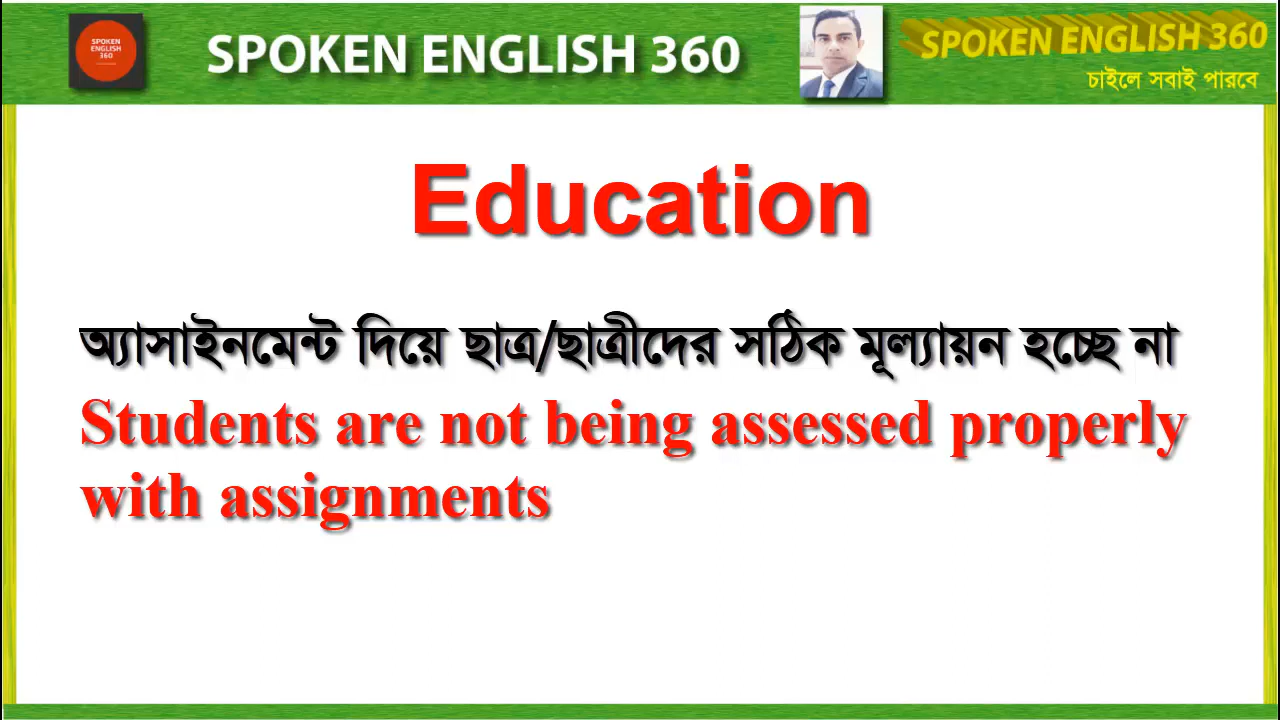 SPOKEN
ENGLISH
360
SPOKEN ENGLISH 360
SPOKEN ENGLISH 360
চাইলে সবাই পারবে
Education
অ্যাসাইনমেন্ট দিয়ে ছাত্র/ছাত্রীদের সঠিক মূল্যায়ন হচ্ছে না
Students are not being assessed properly
with assignments